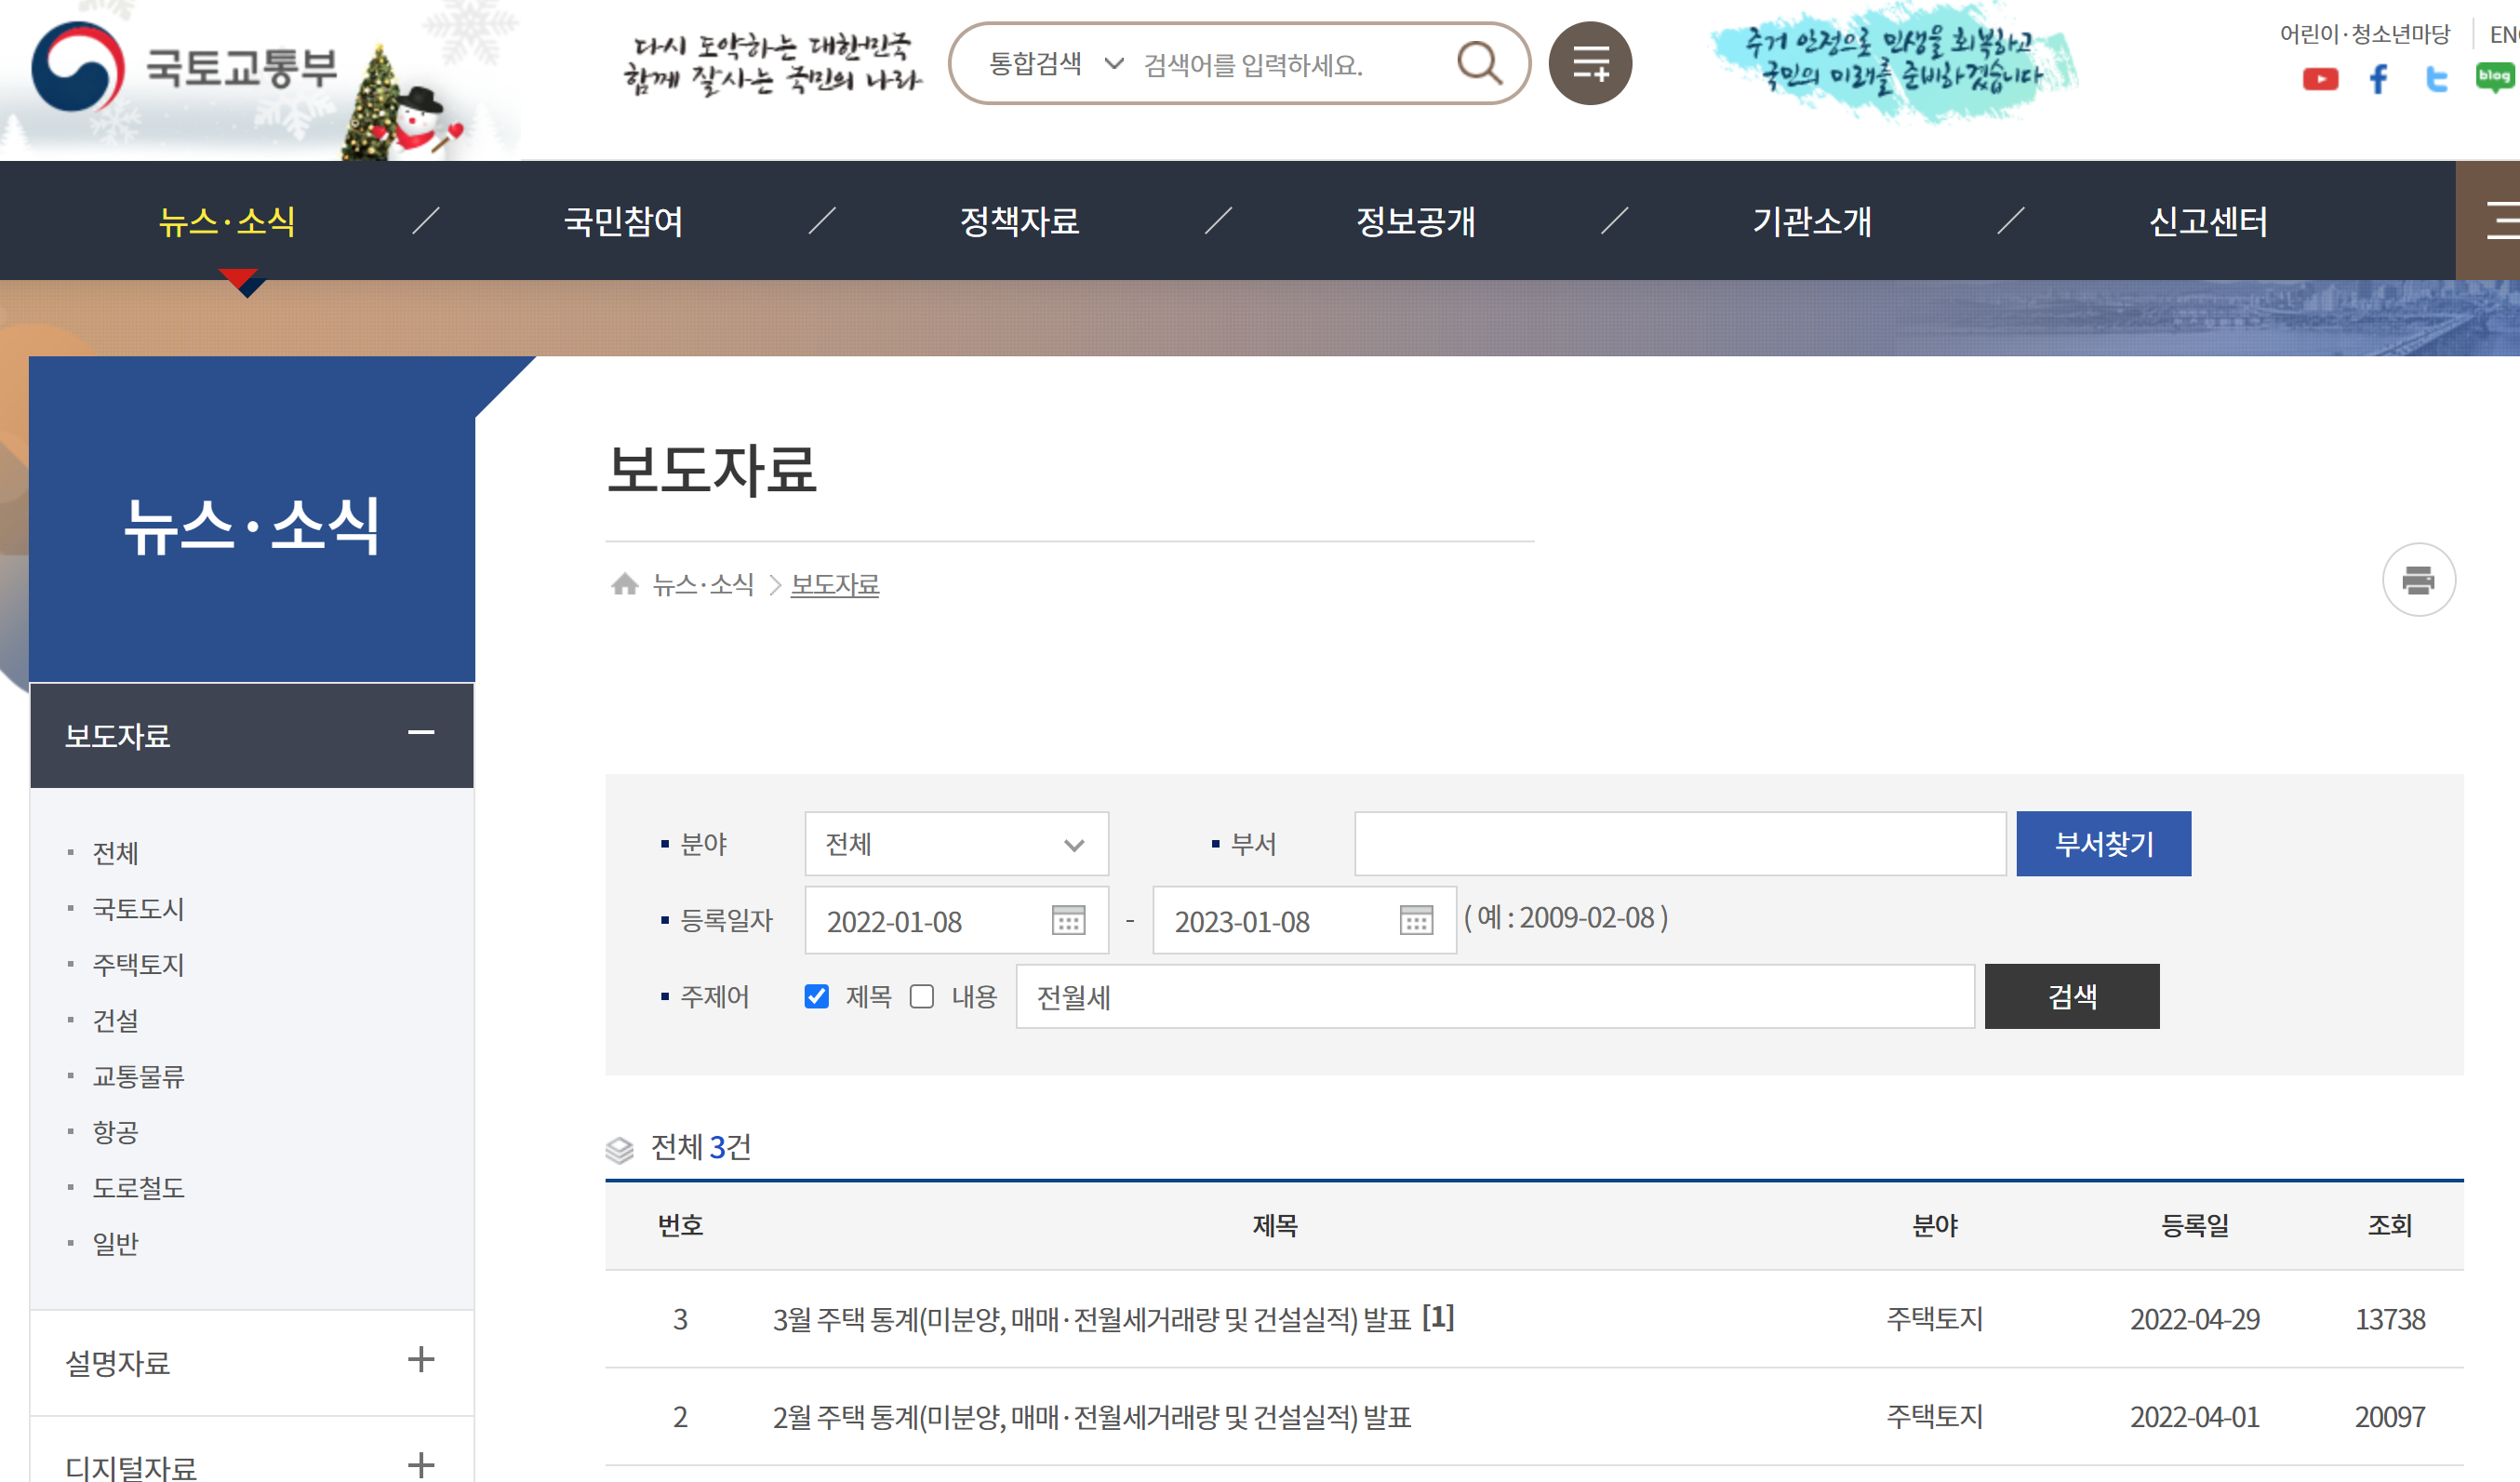 국토교통부
다시 도약하는 대한민국
함께 잘사는 국민의 나라
통합검색 검색어를 입력하세요.
주거 안정으로 민생을 회복하고
국민의 미래를 준비하겠습니다
어린이·청소년마당
blog
뉴스·소식 국민참여 정책자료 정보공개 기관소개 신고센터
뉴스·소식
보도자료
뉴스·소식 보도자료
보도자료
전체
국토도시
주택토지
건설
교통물류
항공
도로철도
일반
설명자료
디지털자료
분야 전체 부서 부서찾기
등록일자 2022-01-08 - 2023-01-08 ( 예 : 2009-02-08 )
주제어 제목 내용 전월세 검색
전체 3건
번호 제목 분야 등록일 조회
3 3월 주택 통계(미분양, 매매·전월세거래량 및 건설실적) 발표 [1] 주택토지 2022-04-29 13738
2 2월 주택 통계(미분양, 매매·전월세거래량 및 건설실적) 발표 주택토지 2022-04-01 20097